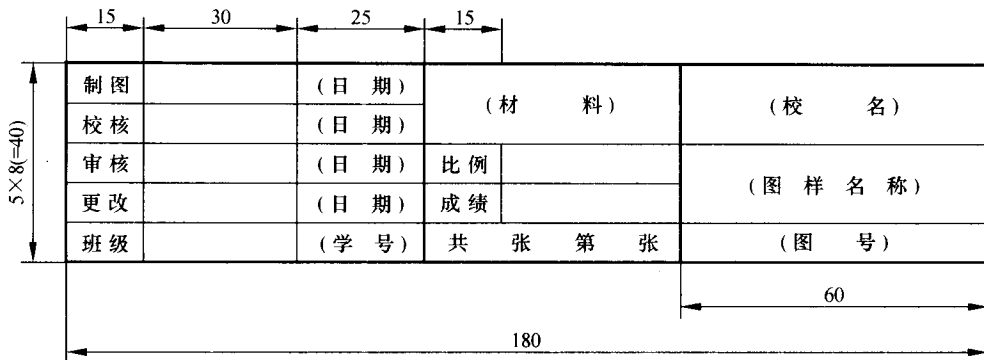 15 30 25 15
5×8(=40)
制图 (日 期) (材 料) (校 名)
校核 (日 期)
审核 (日 期) 比例 (图 样 名 称)
更改 (日 期) 成绩
班级 (学 号) 共 张 第 张 (图 号)
60
180